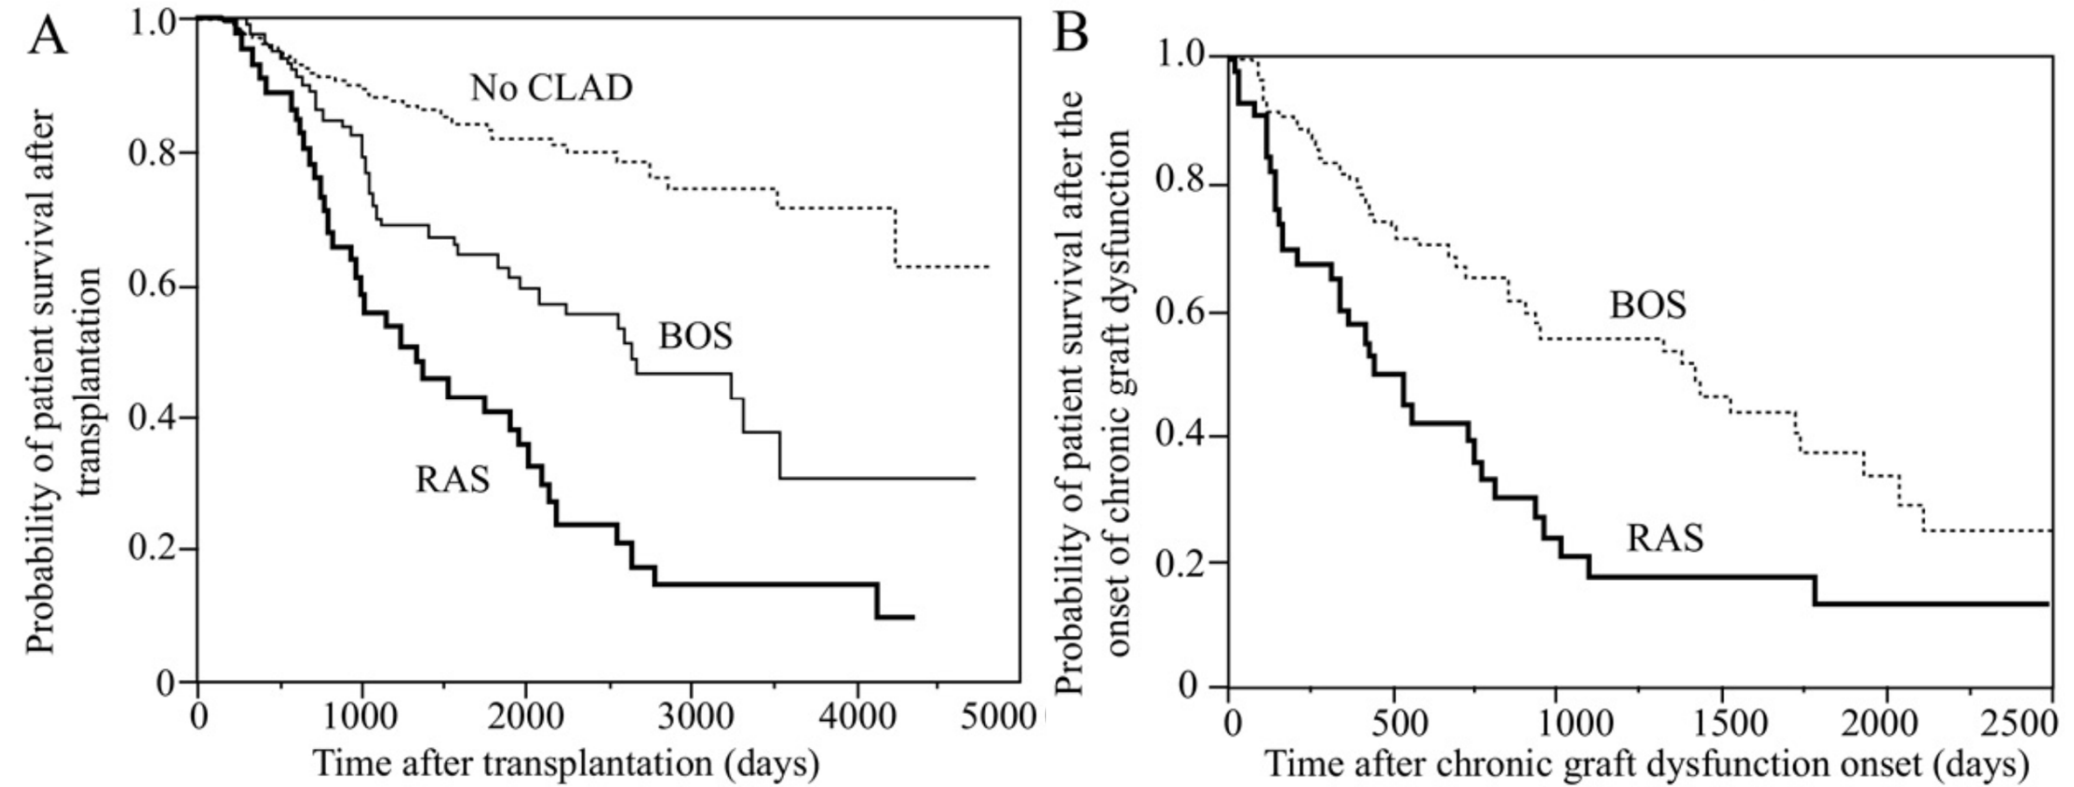 A
Probability of patient survival after
transplantation
1.0
0.8
0.6
0.4
0.2
0
No CLAD
BOS
RAS
0 1000 2000 3000 4000 5000
Time after transplantation (days)
B
Probability of patient survival after the
onset of chronic graft dysfunction
1.0
0.8
0.6
0.4
0.2
0
BOS
RAS
0 500 1000 1500 2000 2500
Time after chronic graft dysfunction onset (days)